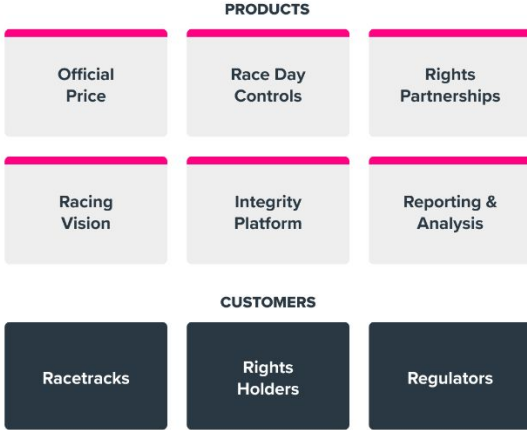 PRODUCTS
Official
Price
Race Day
Controls
Rights
Partnerships
Racing
Vision
Integrity
Platform
Reporting &
Analysis
CUSTOMERS
Racetracks
Rights
Holders
Regulators